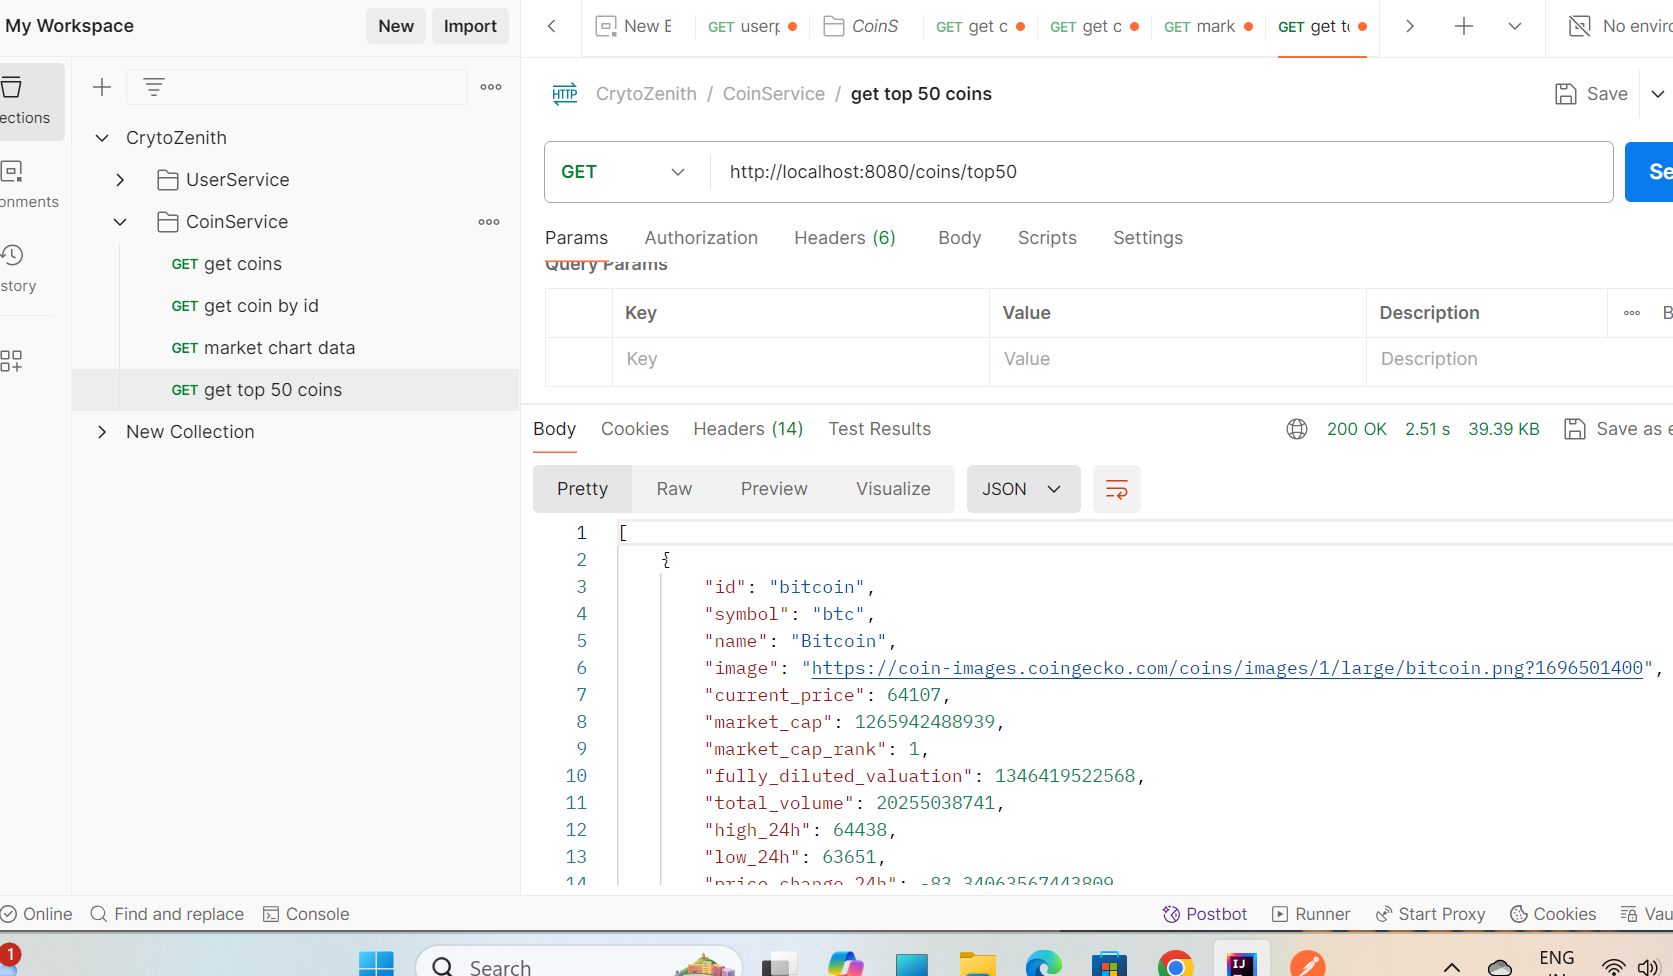 My Workspace
New
Import
New E
GET userp
CoinS
GET get c
GET get c
GET mark
GET get to
No enviro
ections
onments
story
CrytoZenith
UserService
CoinService
GET get coins
GET get coin by id
GET market chart data
GET get top 50 coins
New Collection
HTTP CrytoZenith / CoinService / get top 50 coins
Save
GET http://localhost:8080/coins/top50
Se
Params Authorization Headers (6) Body Scripts Settings
Query Params
Key Value Description B
Key Value Description
Body Cookies Headers (14) Test Results 200 OK 2.51 s 39.39 KB Save as e
Pretty Raw Preview Visualize JSON
1 [
2 {
3 "id": "bitcoin",
4 "symbol": "btc",
5 "name": "Bitcoin",
6 "image": "https://coin-images.coingecko.com/coins/images/1/large/bitcoin.png?1696501400",
7 "current_price": 64107,
8 "market_cap": 1265942488939,
9 "market_cap_rank": 1,
10 "fully_diluted_valuation": 1346419522568,
11 "total_volume": 20255038741,
12 "high_24h": 64438,
13 "low_24h": 63651,
14 "price_change_24h": -83.34063567443809
Online Find and replace Console Postbot Runner Start Proxy Cookies Vau
1
Search
IJ
ENG